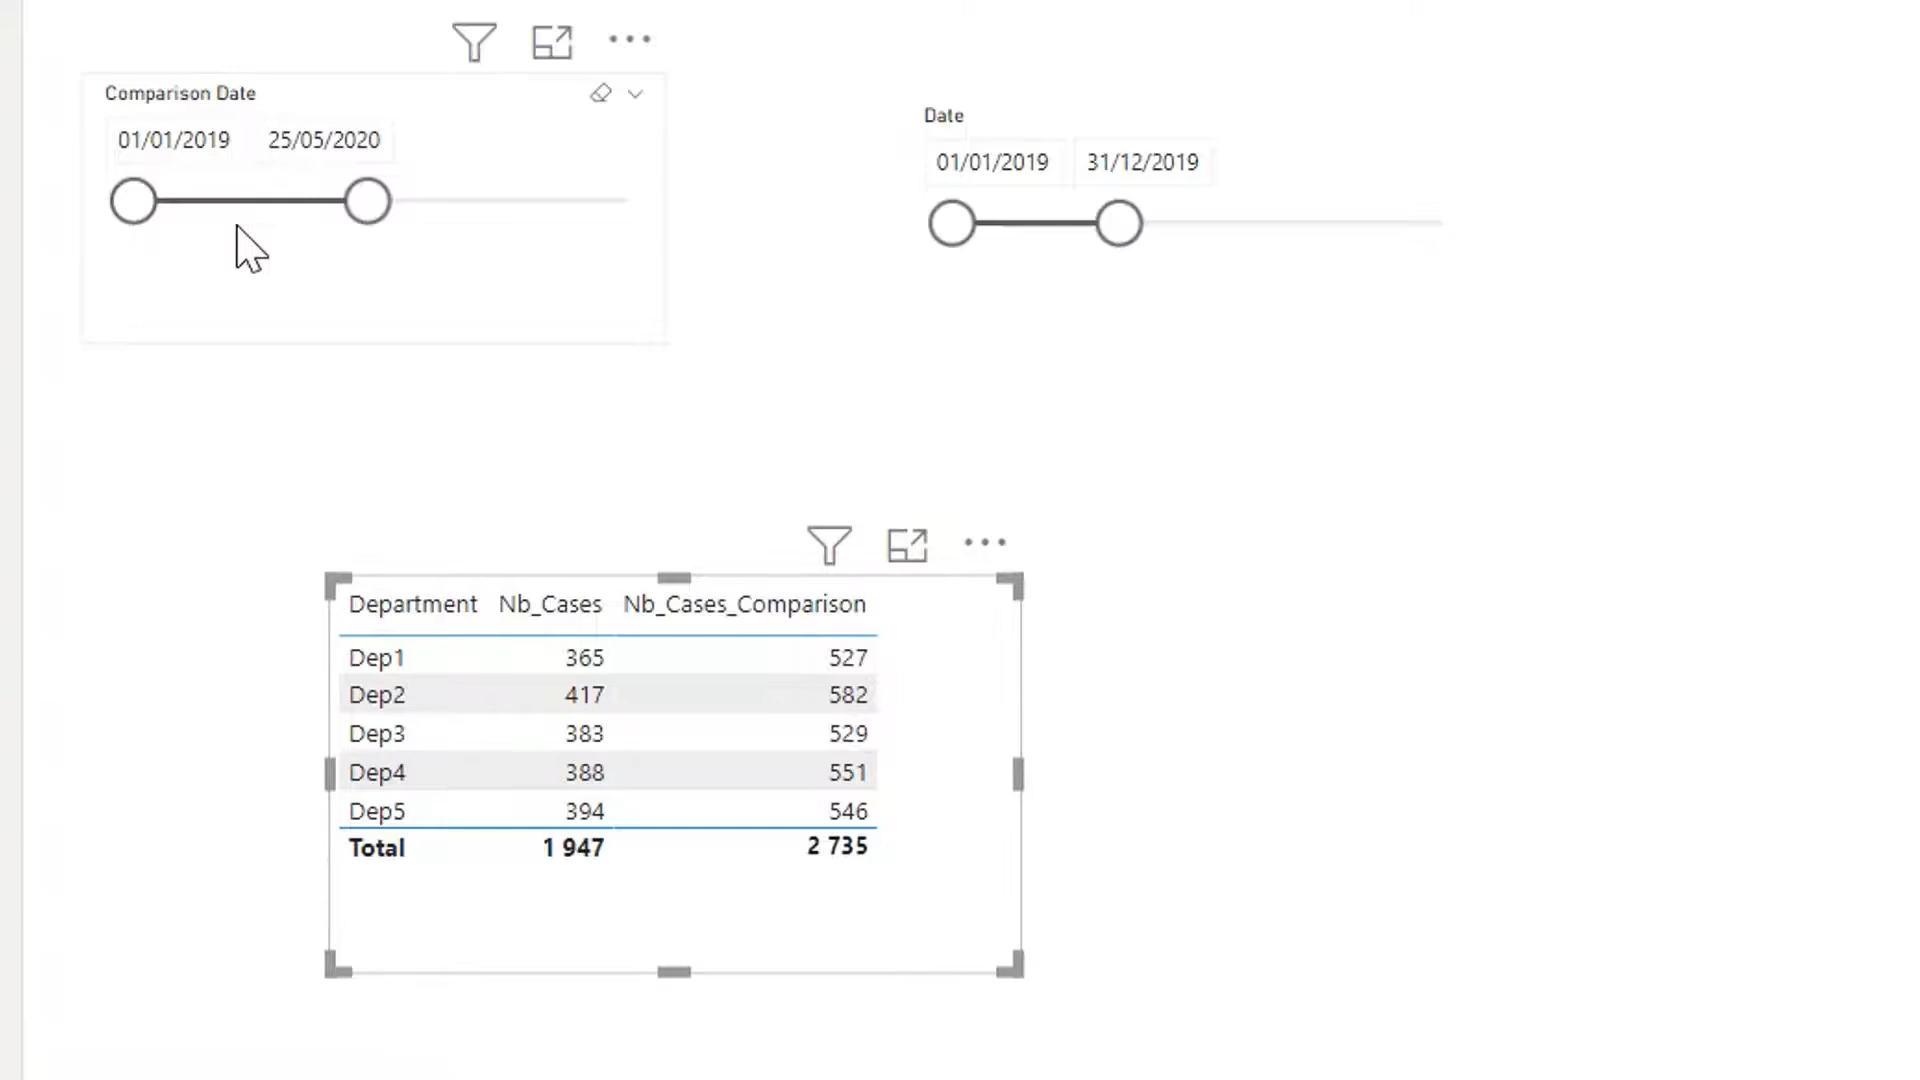 Comparison Date
01/01/2019 25/05/2020
Date
01/01/2019 31/12/2019
Department Nb_Cases Nb_Cases_Comparison
Dep1 365 527
Dep2 417 582
Dep3 383 529
Dep4 388 551
Dep5 394 546
Total 1 947 2 735